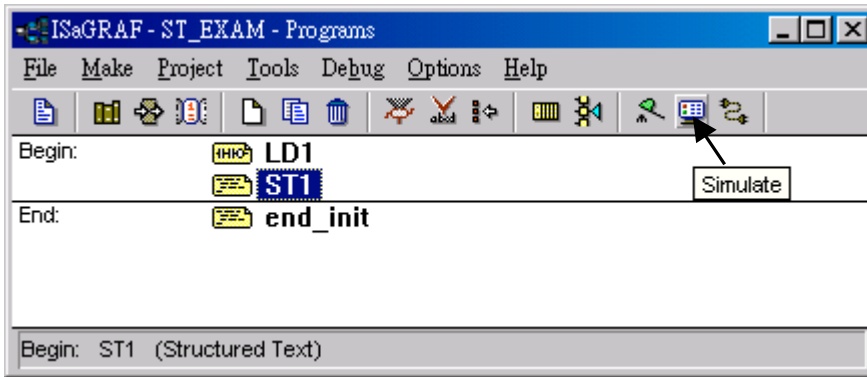 ISaGRAF - ST_EXAM - Programs
File Make Project Tools Debug Options Help
Begin: LD1
ST1
Simulate
End: end_init
Begin: ST1 (Structured Text)